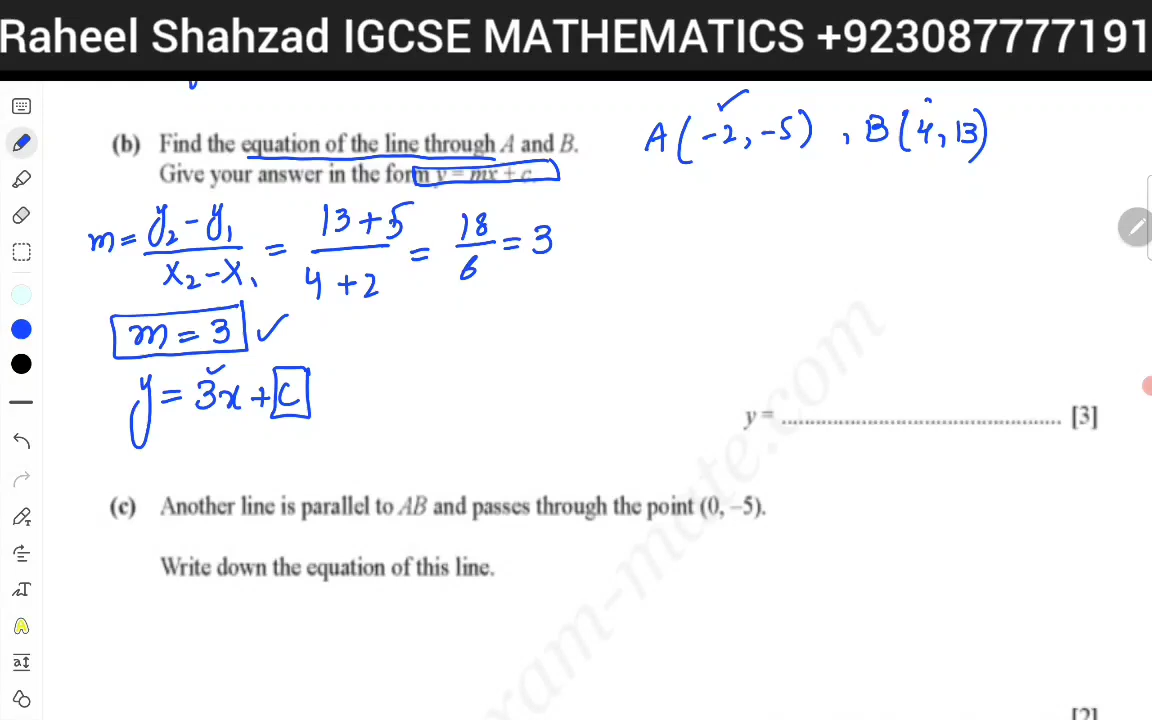 Raheel Shahzad IGCSE MATHEMATICS +923087777191
(b) Find the equation of the line through A and B.
Give your answer in the form y = mx + c.
A(-2, -5) , B(4, 13)
m = y₂ - y₁ / x₂ - x₁ = 13 + 5 / 4 + 2 = 18 / 6 = 3
m = 3 ✓
y = 3x + c
y = .................................................. [3]
(c) Another line is parallel to AB and passes through the point (0, –5).
Write down the equation of this line.
xam-mate.com
[2]